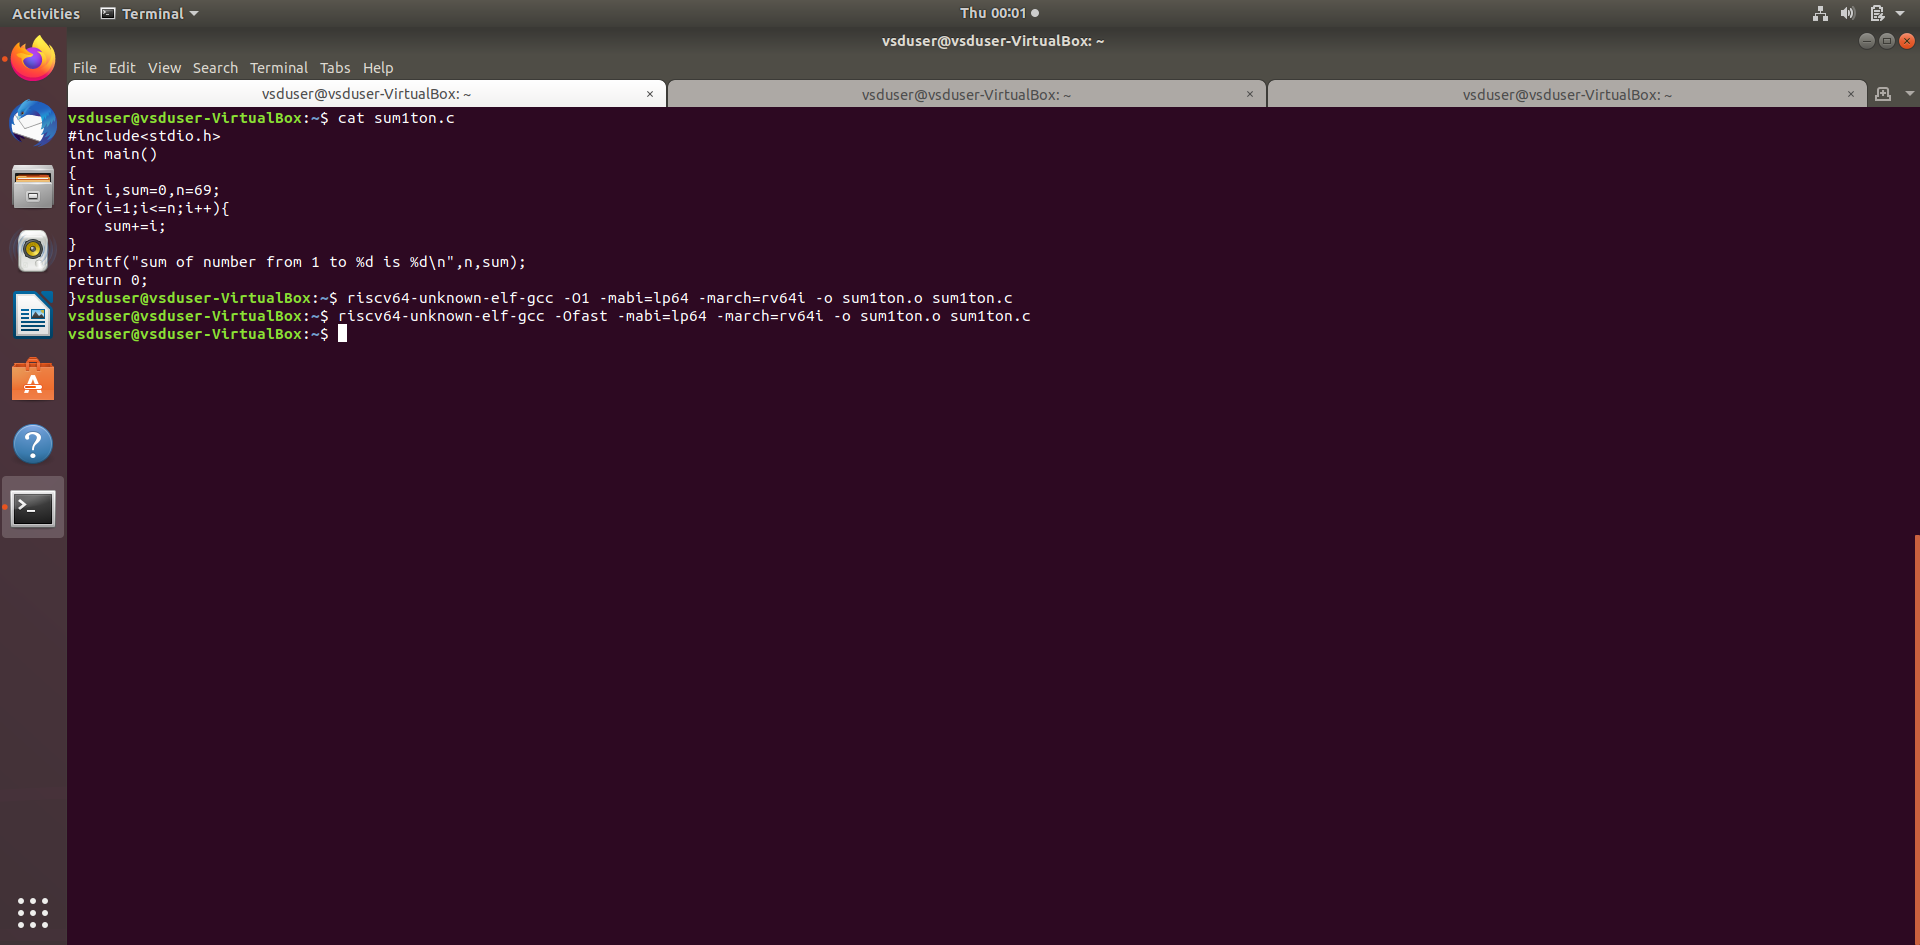 Activities Terminal Thu 00:01
vsduser@vsduser-VirtualBox: ~
File Edit View Search Terminal Tabs Help
vsduser@vsduser-VirtualBox: ~ × vsduser@vsduser-VirtualBox: ~ × vsduser@vsduser-VirtualBox: ~ ×
vsduser@vsduser-VirtualBox:~$ cat sum1ton.c
#include<stdio.h>
int main()
{
int i,sum=0,n=69;
for(i=1;i<=n;i++){
    sum+=i;
}
printf("sum of number from 1 to %d is %d\n",n,sum);
return 0;
}vsduser@vsduser-VirtualBox:~$ riscv64-unknown-elf-gcc -O1 -mabi=lp64 -march=rv64i -o sum1ton.o sum1ton.c
vsduser@vsduser-VirtualBox:~$ riscv64-unknown-elf-gcc -Ofast -mabi=lp64 -march=rv64i -o sum1ton.o sum1ton.c
vsduser@vsduser-VirtualBox:~$